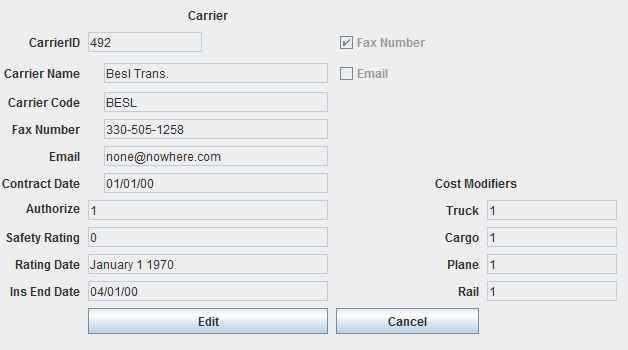 Carrier
CarrierID 492 Fax Number
Carrier Name Besl Trans. Email
Carrier Code BESL
Fax Number 330-505-1258
Email none@nowhere.com
Contract Date 01/01/00 Cost Modifiers
Authorize 1 Truck 1
Safety Rating 0 Cargo 1
Rating Date January 1 1970 Plane 1
Ins End Date 04/01/00 Rail 1
Edit Cancel